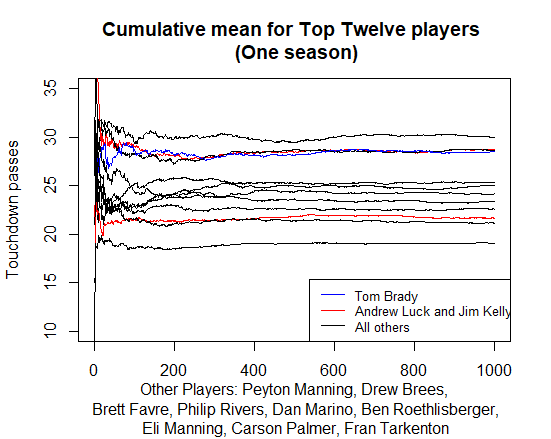 Cumulative mean for Top Twelve players
(One season)
Touchdown passes
35
30
25
20
15
10
Tom Brady
Andrew Luck and Jim Kelly
All others
0 200 400 600 800 1000
Other Players: Peyton Manning, Drew Brees,
Brett Favre, Philip Rivers, Dan Marino, Ben Roethlisberger,
Eli Manning, Carson Palmer, Fran Tarkenton